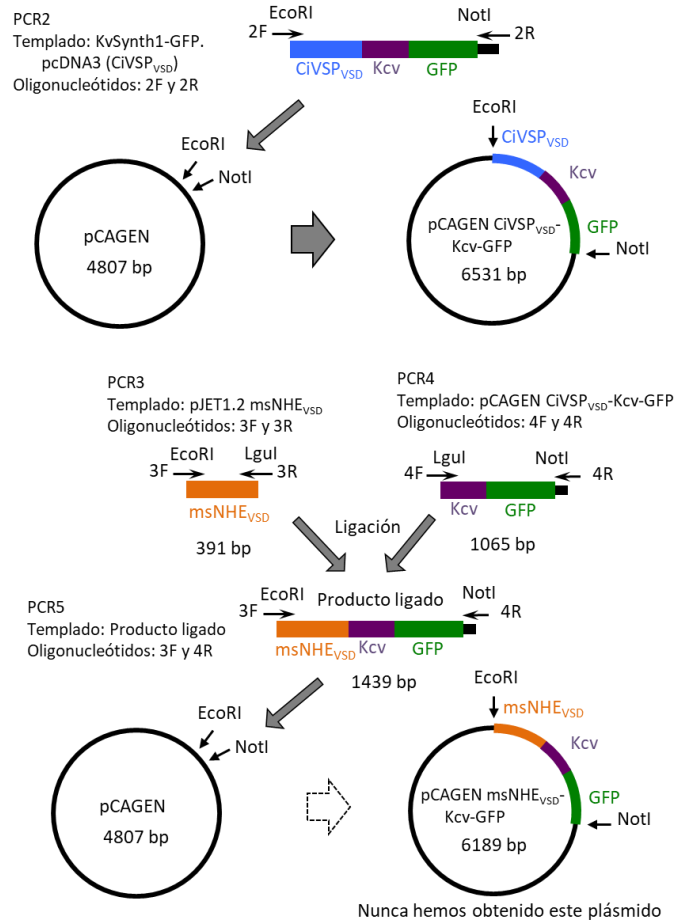 PCR2
Templado: KvSynth1-GFP.
pcDNA3 (CiVSPVSD)
Oligonucleótidos: 2F y 2R
EcoRI
NotI
2F
2R
CiVSPVSD
Kcv
GFP
EcoRI
NotI
pCAGEN
4807 bp
EcoRI
CiVSPVSD
Kcv
GFP
NotI
pCAGEN CiVSPVSD-
Kcv-GFP
6531 bp
PCR3
Templado: pJET1.2 msNHEVSD
Oligonucleótidos: 3F y 3R
EcoRI
LguI
3F
3R
msNHEVSD
391 bp
PCR4
Templado: pCAGEN CiVSPVSD-Kcv-GFP
Oligonucleótidos: 4F y 4R
LguI
NotI
4F
4R
Kcv
GFP
1065 bp
Ligación
PCR5
Templado: Producto ligado
Oligonucleótidos: 3F y 4R
EcoRI
Producto ligado
NotI
3F
4R
msNHEVSD
Kcv
GFP
1439 bp
EcoRI
NotI
pCAGEN
4807 bp
EcoRI
msNHEVSD
Kcv
GFP
NotI
pCAGEN msNHEVSD-
Kcv-GFP
6189 bp
Nunca hemos obtenido este plásmido